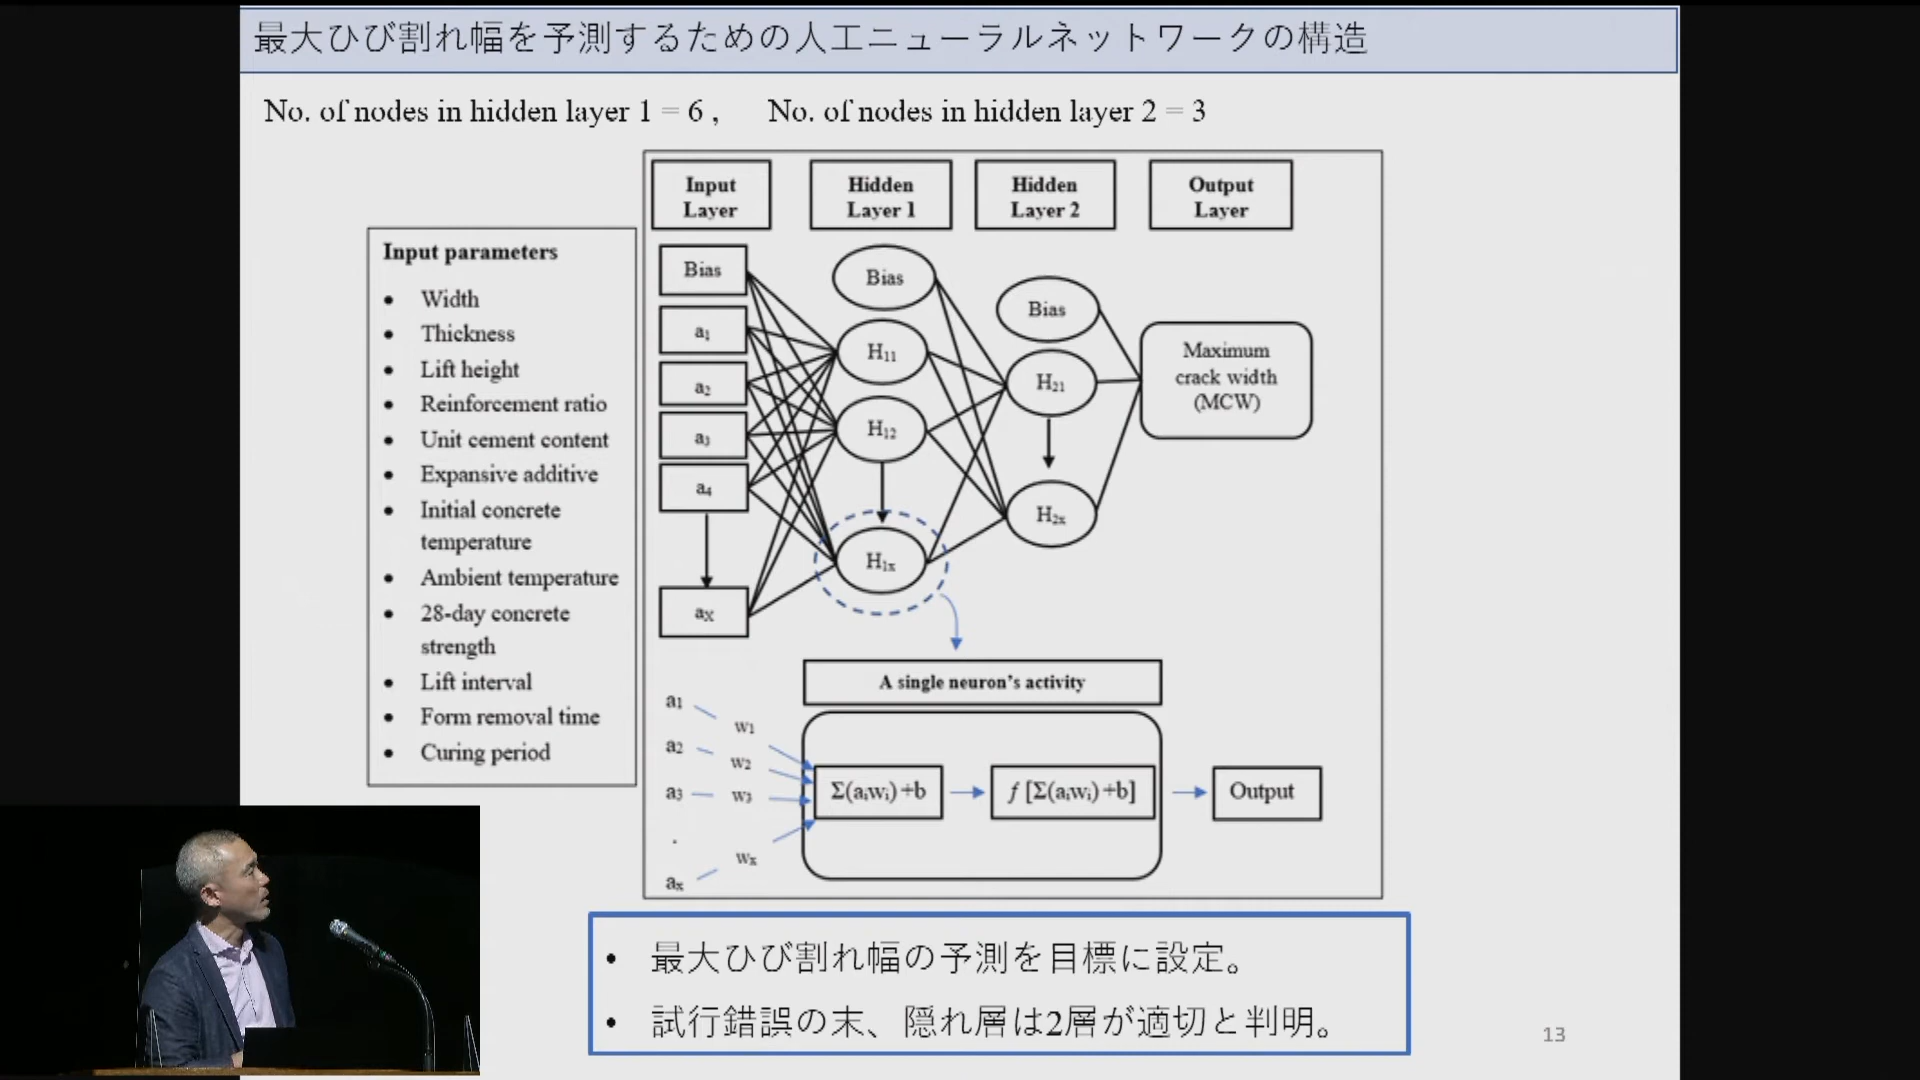 最大ひび割れ幅を予測するための人工ニューラルネットワークの構造
No. of nodes in hidden layer 1 = 6 , No. of nodes in hidden layer 2 = 3
Input parameters
• Width
• Thickness
• Lift height
• Reinforcement ratio
• Unit cement content
• Expansive additive
• Initial concrete
temperature
• Ambient temperature
• 28-day concrete
strength
• Lift interval
• Form removal time
• Curing period
Input
Layer
Hidden
Layer 1
Hidden
Layer 2
Output
Layer
Bias
a1
a2
a3
a4
aX
Bias
H11
H12
H1x
Bias
H21
H2x
Maximum
crack width
(MCW)
A single neuron's activity
a1
a2
a3
.
ax
w1
w2
w3
wx
Σ(aiwi)+b
f [Σ(aiwi)+b]
Output
• 最大ひび割れ幅の予測を目標に設定。
• 試行錯誤の末、隠れ層は2層が適切と判明。
13